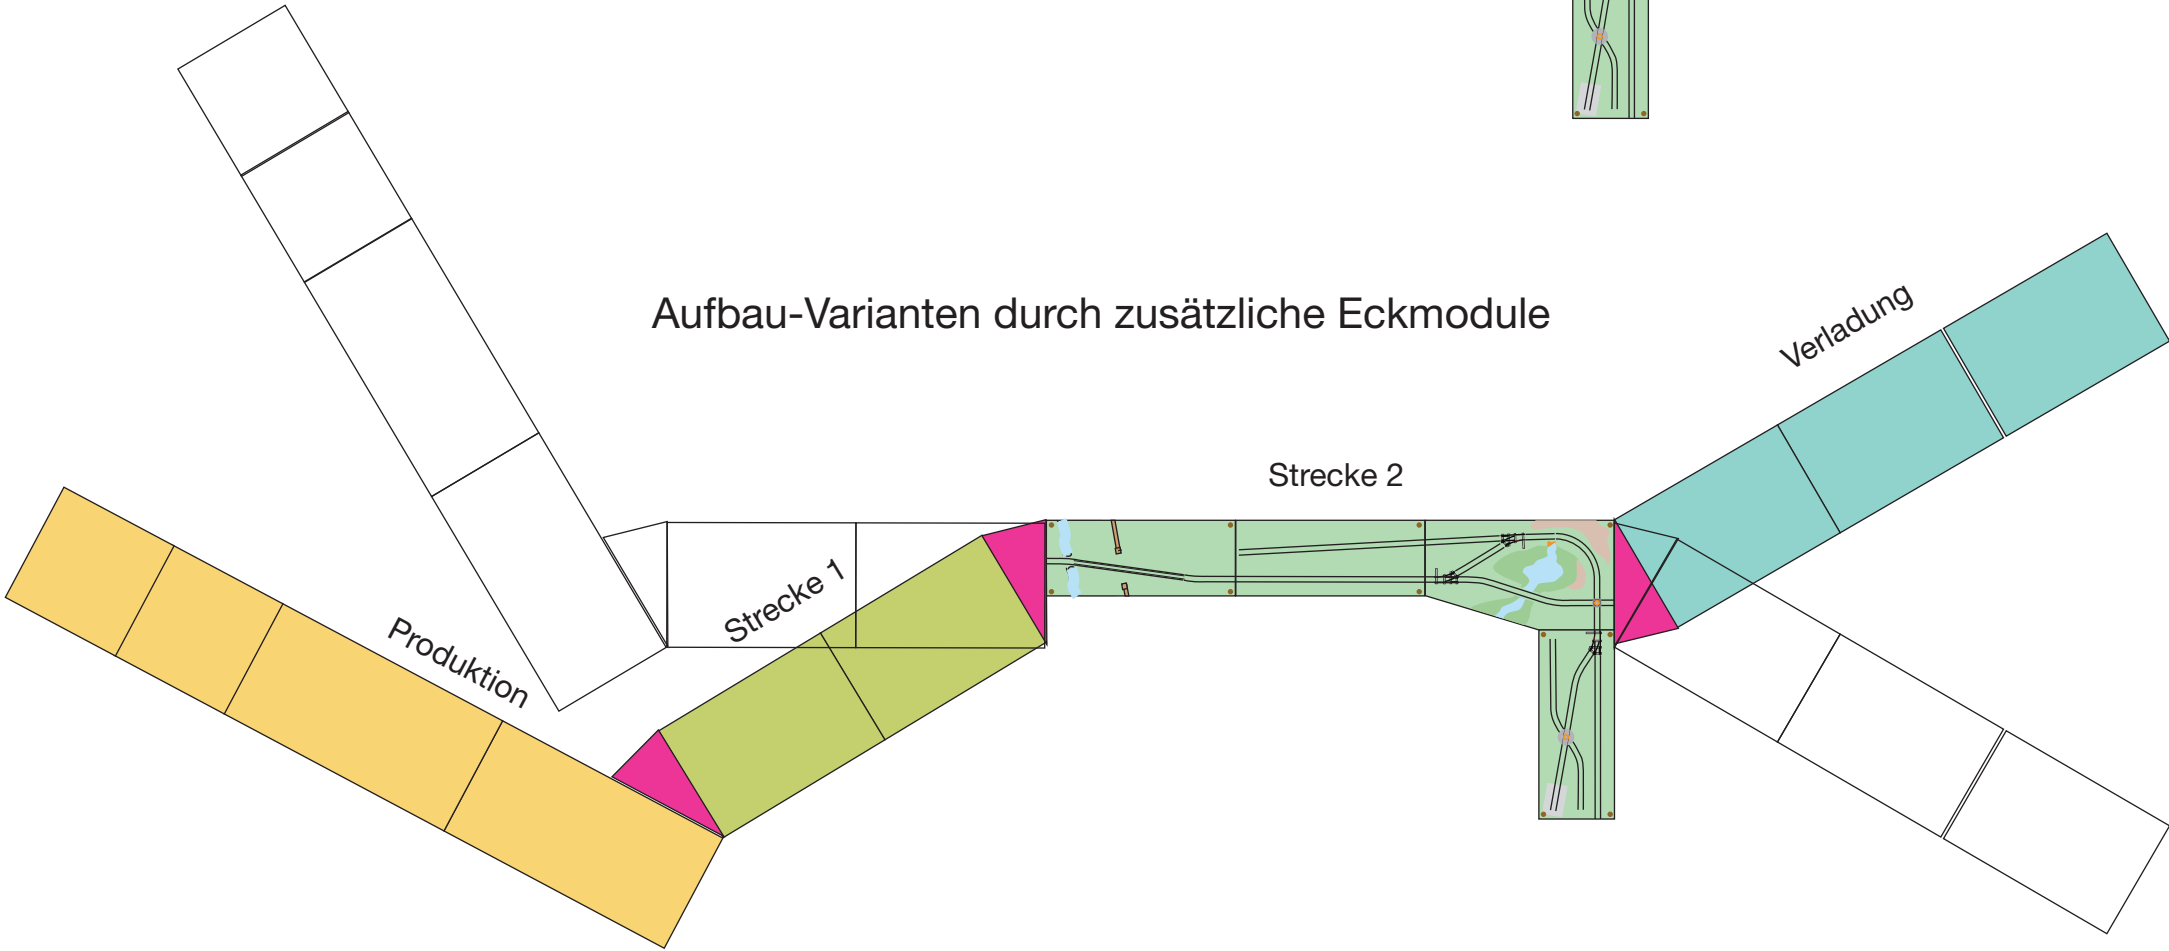 Aufbau-Varianten durch zusätzliche Eckmodule
Verladung
Strecke 2
Strecke 1
Produktion